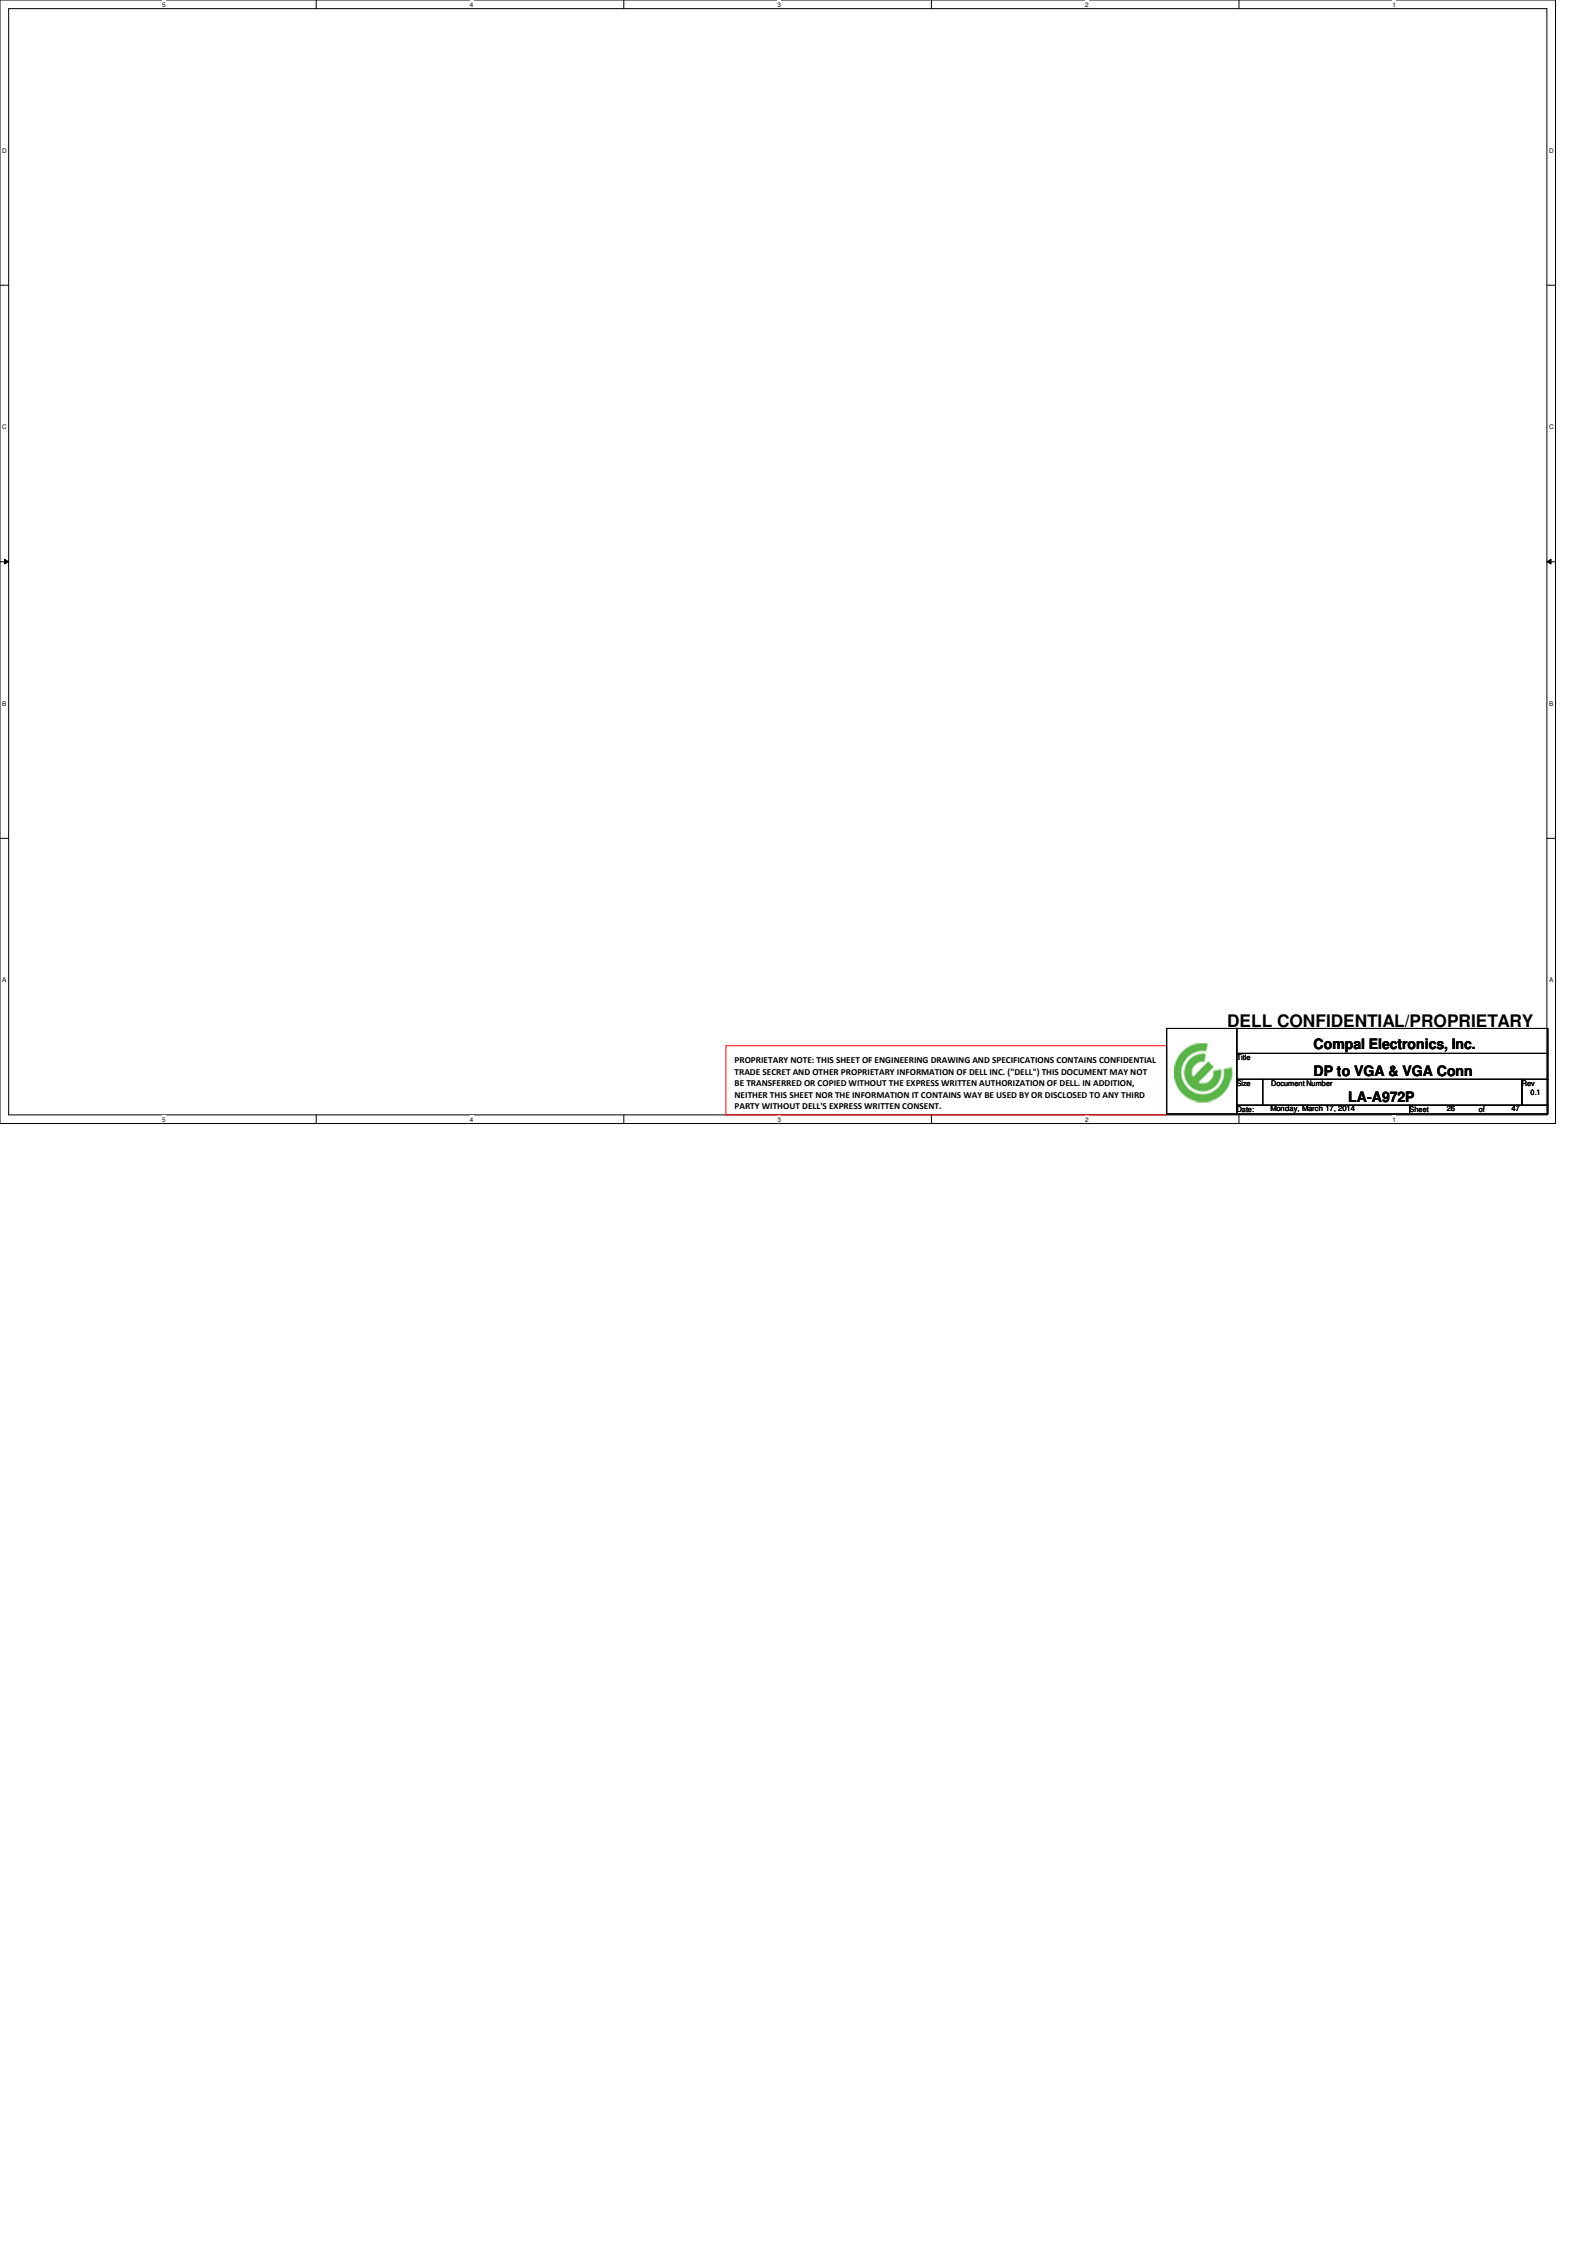 5 4 3 2 1
D D
C C
B B
A A
DELL CONFIDENTIAL/PROPRIETARY
Compal Electronics, Inc.
Title
DP to VGA & VGA Conn
Size Document Number Rev
LA-A972P 0.1
Date: Monday, March 17, 2014 Sheet 26 of 47
PROPRIETARY NOTE: THIS SHEET OF ENGINEERING DRAWING AND SPECIFICATIONS CONTAINS CONFIDENTIAL
TRADE SECRET AND OTHER PROPRIETARY INFORMATION OF DELL INC. ("DELL") THIS DOCUMENT MAY NOT
BE TRANSFERRED OR COPIED WITHOUT THE EXPRESS WRITTEN AUTHORIZATION OF DELL. IN ADDITION,
NEITHER THIS SHEET NOR THE INFORMATION IT CONTAINS WAY BE USED BY OR DISCLOSED TO ANY THIRD
PARTY WITHOUT DELL'S EXPRESS WRITTEN CONSENT.
5 4 3 2 1